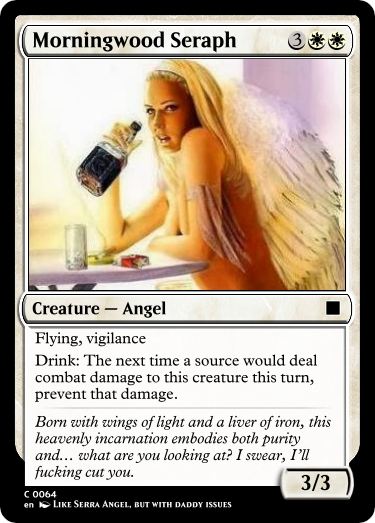 Morningwood Seraph 3
Creature — Angel
Flying, vigilance
Drink: The next time a source would deal
combat damage to this creature this turn,
prevent that damage.
Born with wings of light and a liver of iron, this
heavenly incarnation embodies both purity
and… what are you looking at? I swear, I'll
fucking cut you.
3/3
C 0064
en LIKE SERRA ANGEL, BUT WITH DADDY ISSUES